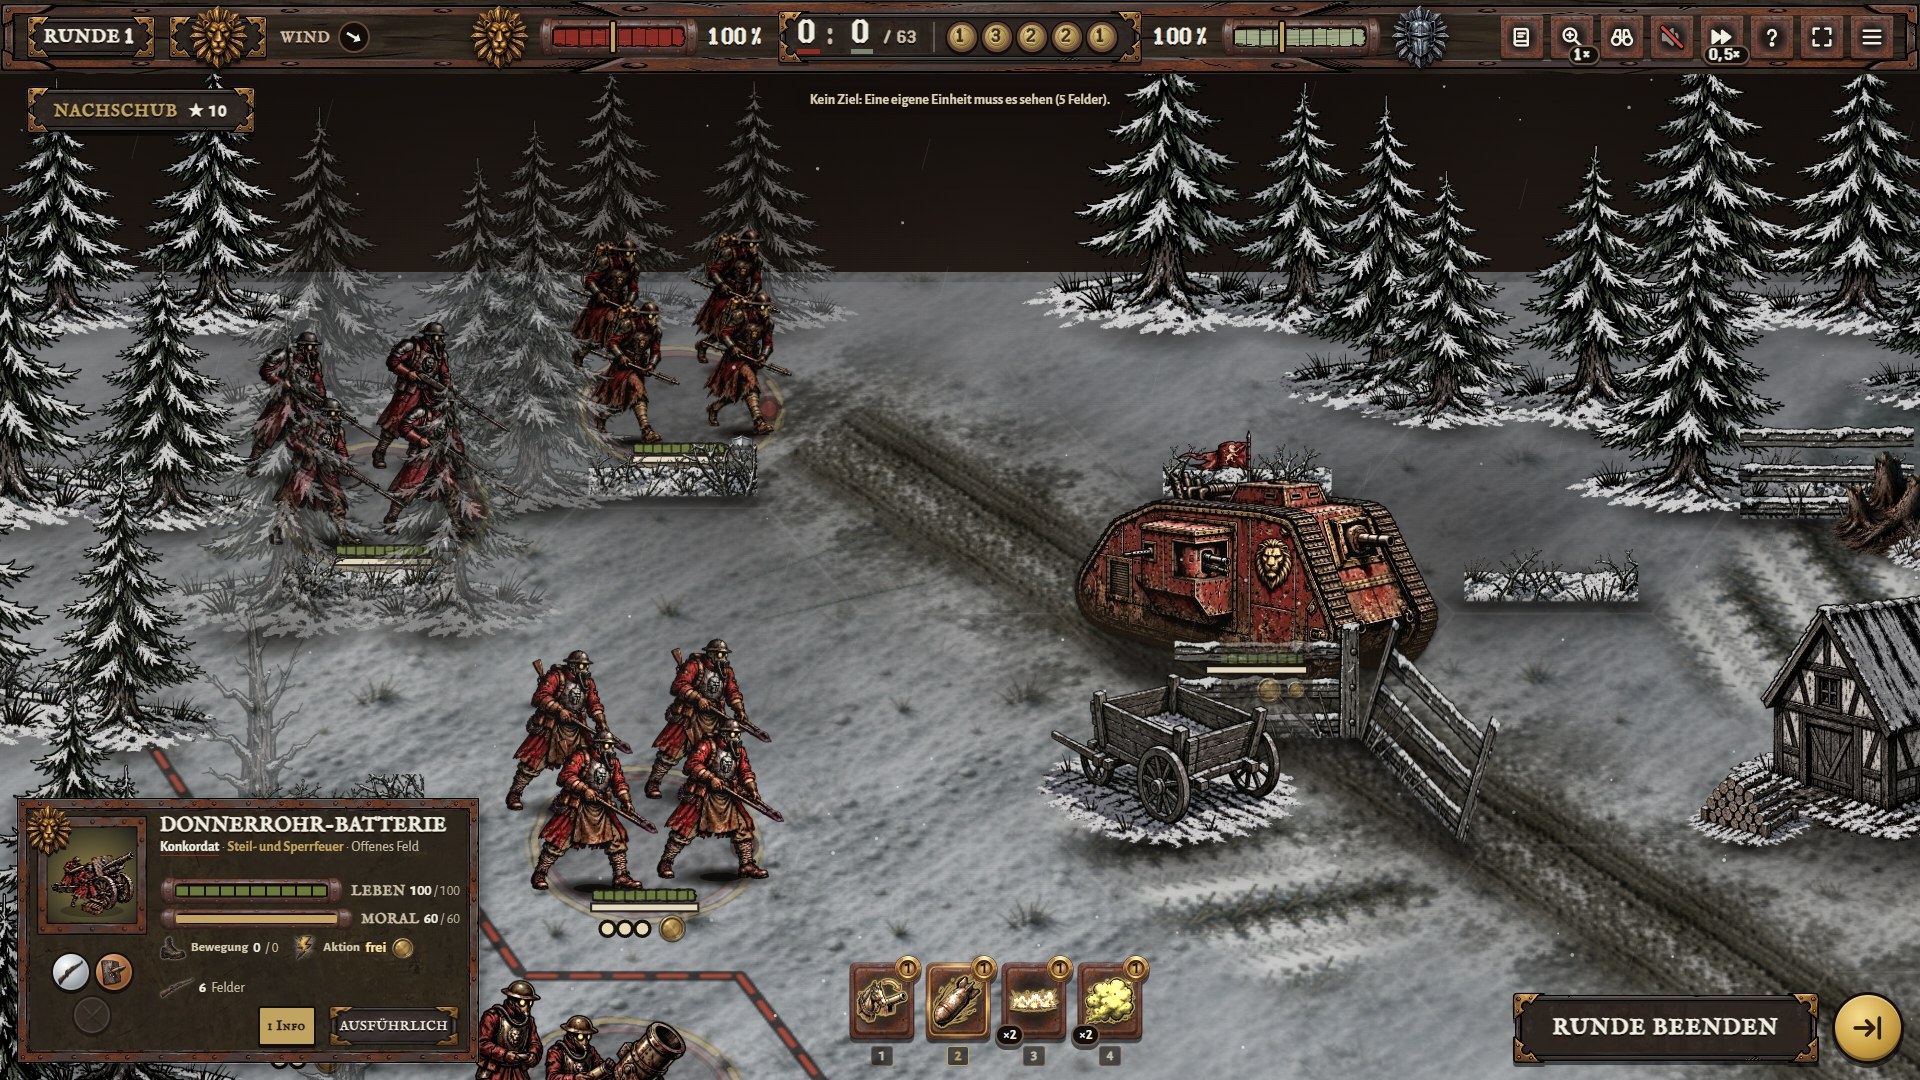 RUNDE 1
WIND
100 %
0 : 0 / 63
1 3 2 2 1
100 %
1×
0,5×
?
NACHSCHUB ★ 10
Kein Ziel: Eine eigene Einheit muss es sehen (5 Felder).
DONNERROHR-BATTERIE
Konkordat · Steil- und Sperrfeuer · Offenes Feld
LEBEN 100 / 100
MORAL 60 / 60
Bewegung 0 / 0 Aktion frei
6 Felder
1 INFO
AUSFÜHRLICH
1 1 1 1
×2 ×2
1 2 3 4
RUNDE BEENDEN